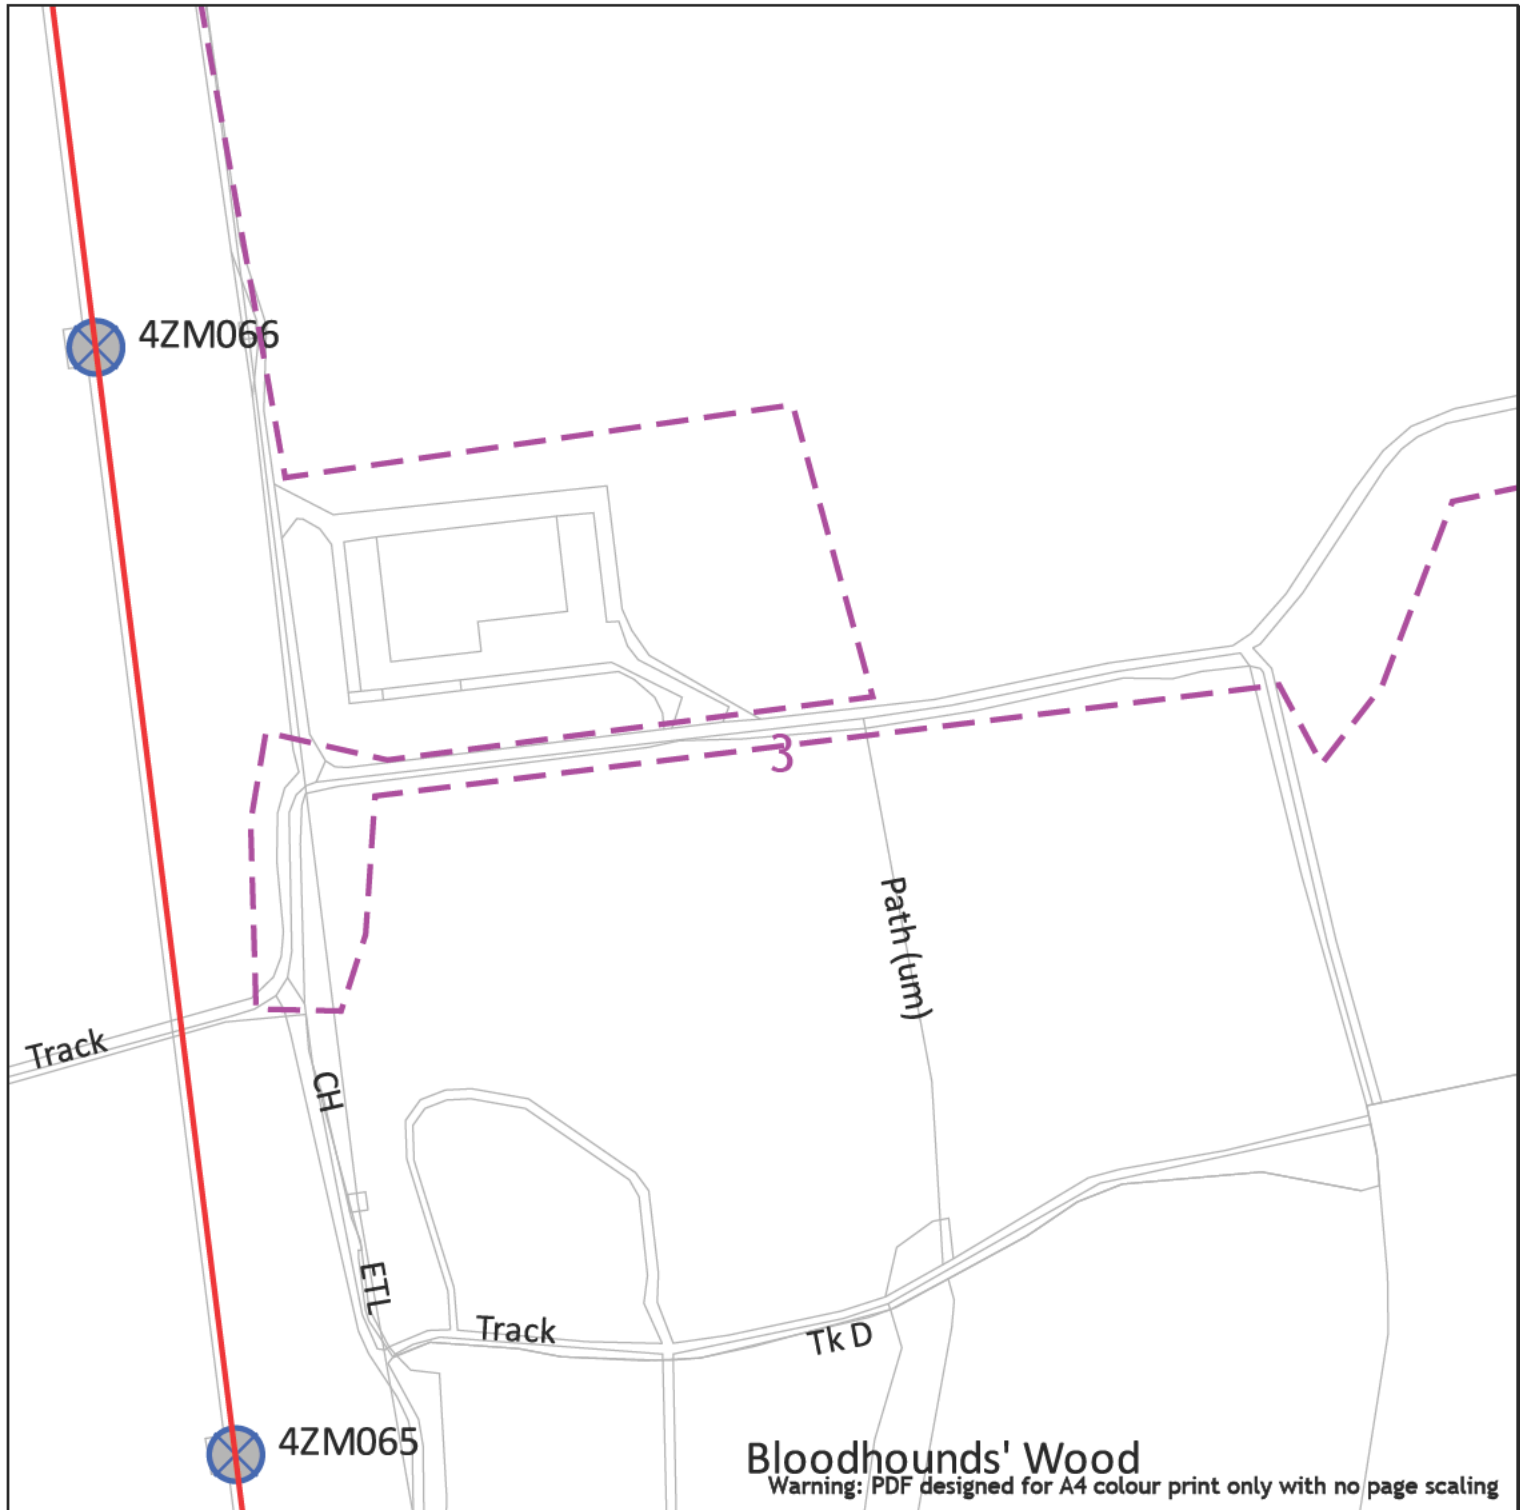 4ZM066
3
Path (um)
Track
CH
ETL
Track
Tk D
4ZM065
Bloodhounds' Wood
Warning: PDF designed for A4 colour print only with no page scaling